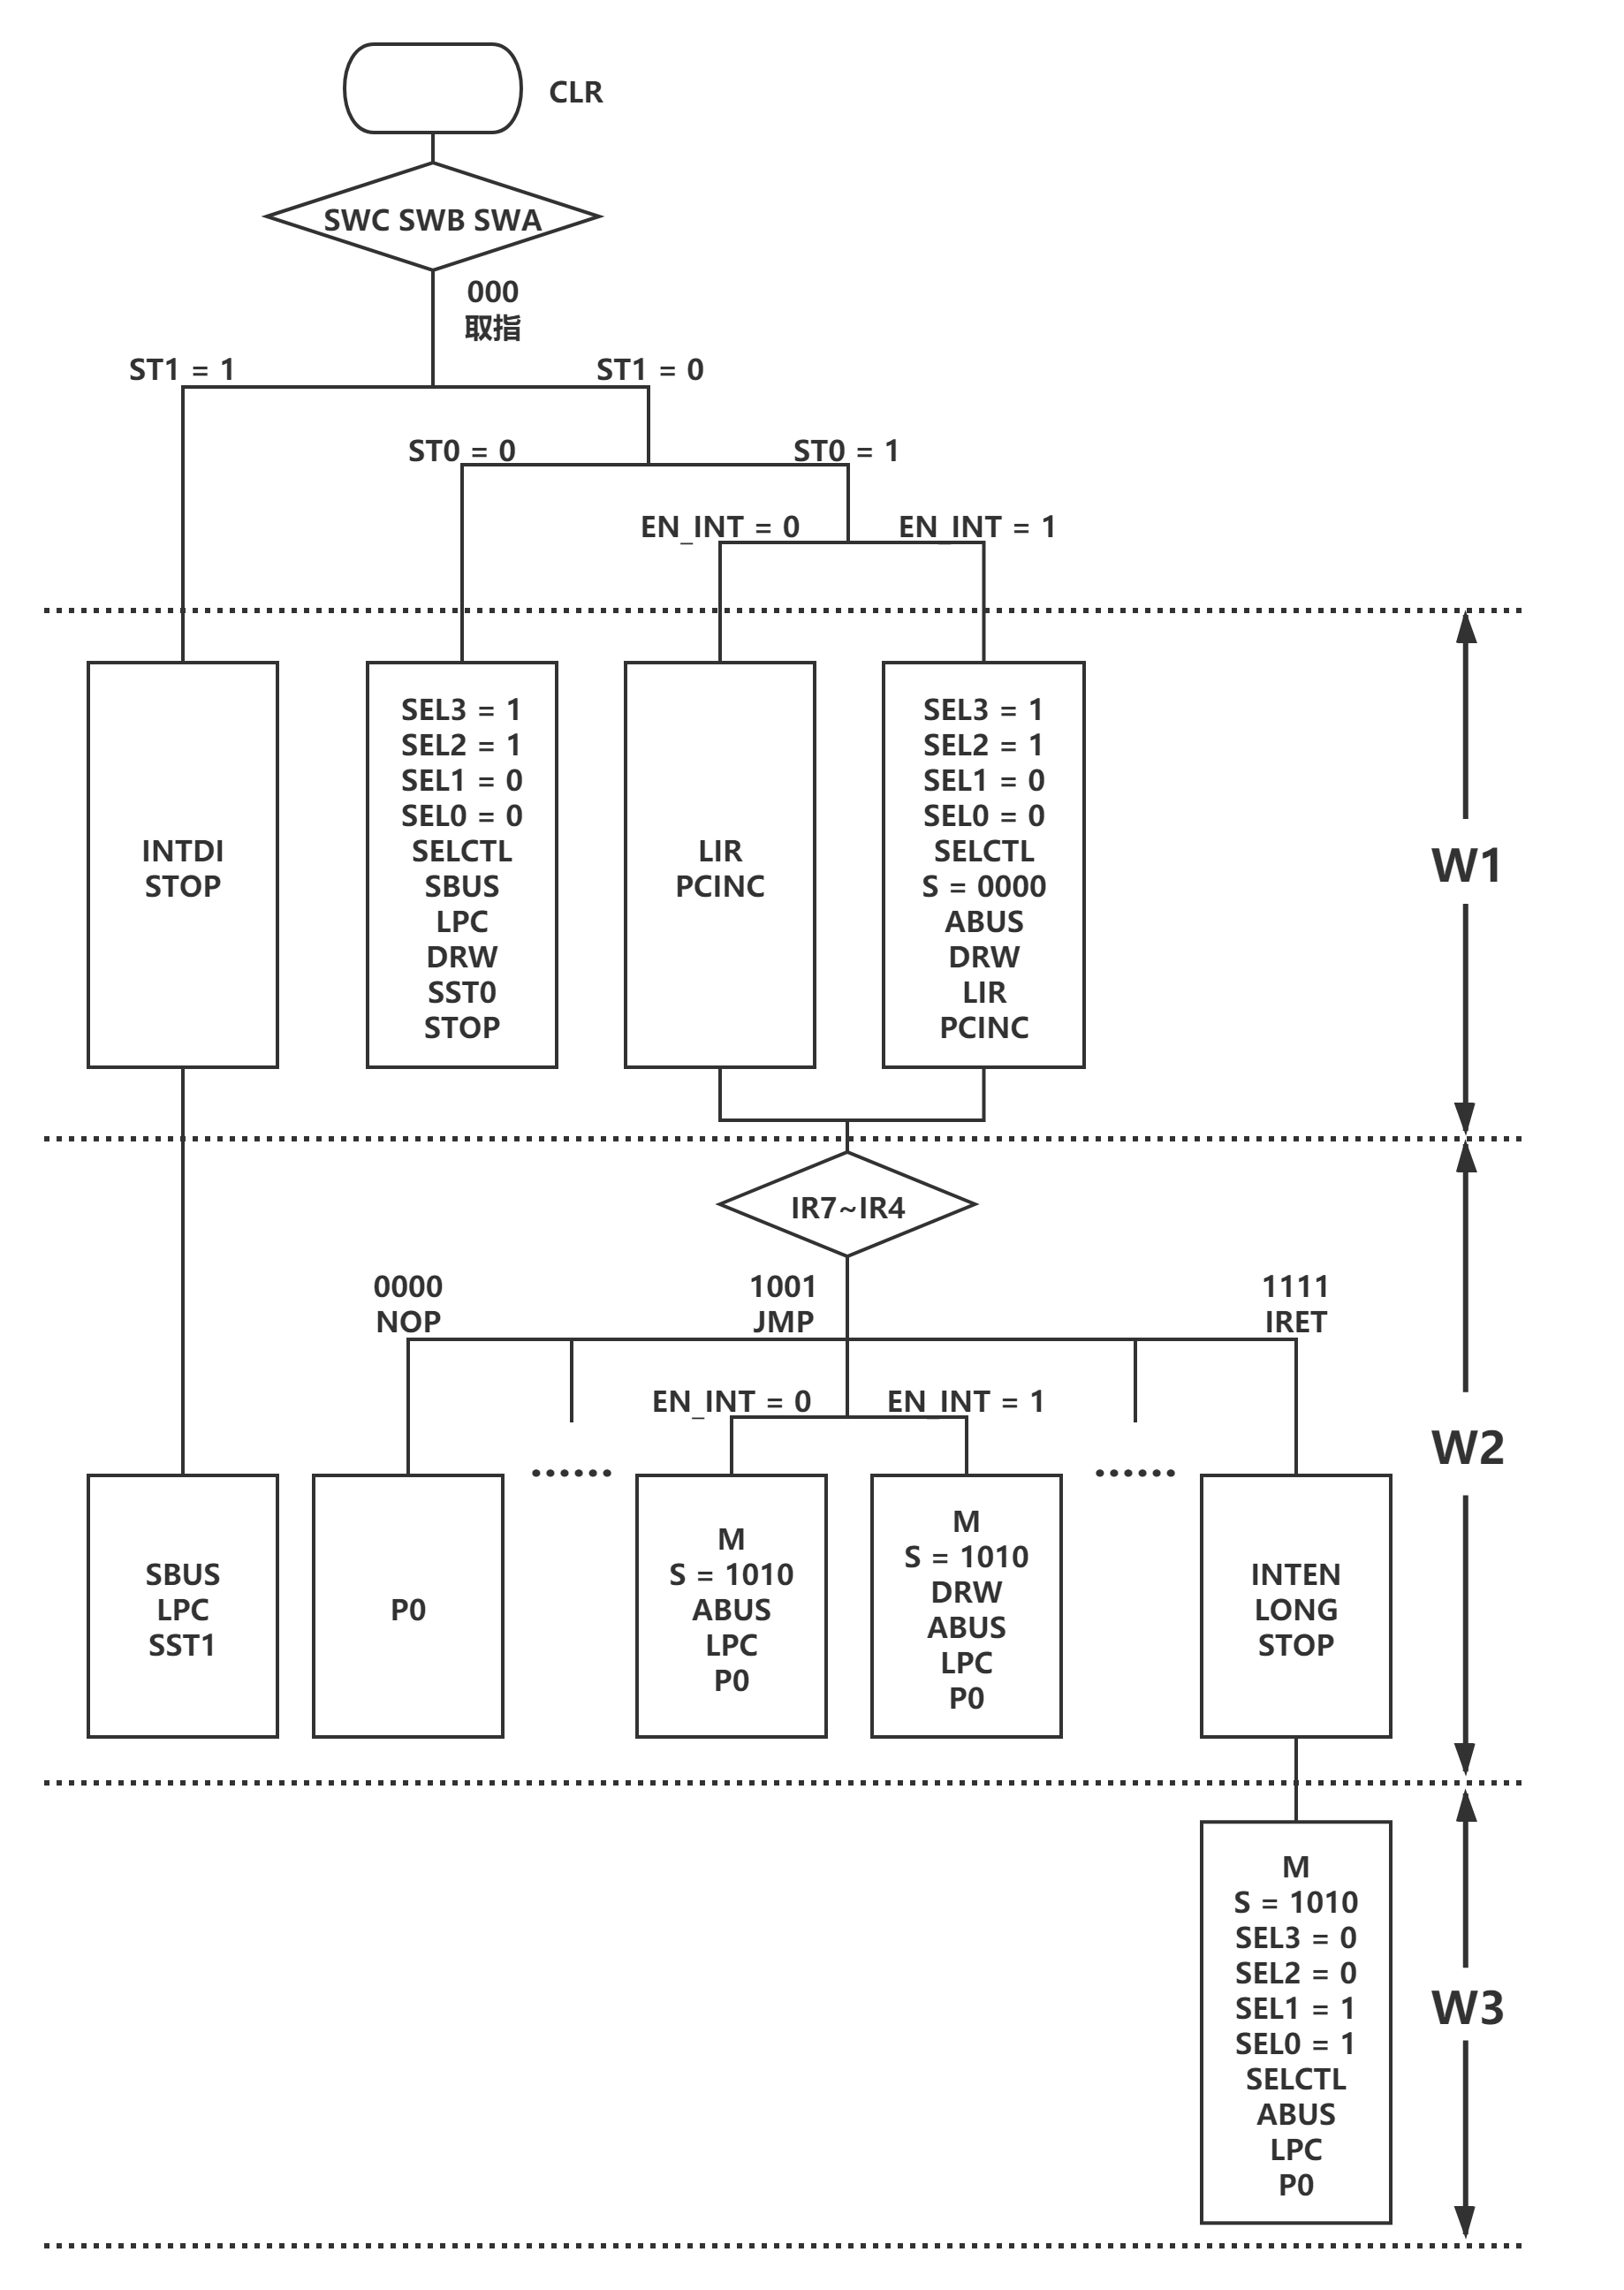 CLR
SWC SWB SWA
000
取指
ST1 = 1
ST1 = 0
ST0 = 0
ST0 = 1
EN_INT = 0
EN_INT = 1
INTDI
STOP
SEL3 = 1
SEL2 = 1
SEL1 = 0
SEL0 = 0
SELCTL
SBUS
LPC
DRW
SST0
STOP
LIR
PCINC
SEL3 = 1
SEL2 = 1
SEL1 = 0
SEL0 = 0
SELCTL
S = 0000
ABUS
DRW
LIR
PCINC
W1
IR7~IR4
0000
NOP
1001
JMP
1111
IRET
EN_INT = 0
EN_INT = 1
......
......
SBUS
LPC
SST1
P0
M
S = 1010
ABUS
LPC
P0
M
S = 1010
DRW
ABUS
LPC
P0
INTEN
LONG
STOP
W2
M
S = 1010
SEL3 = 0
SEL2 = 0
SEL1 = 1
SEL0 = 1
SELCTL
ABUS
LPC
P0
W3